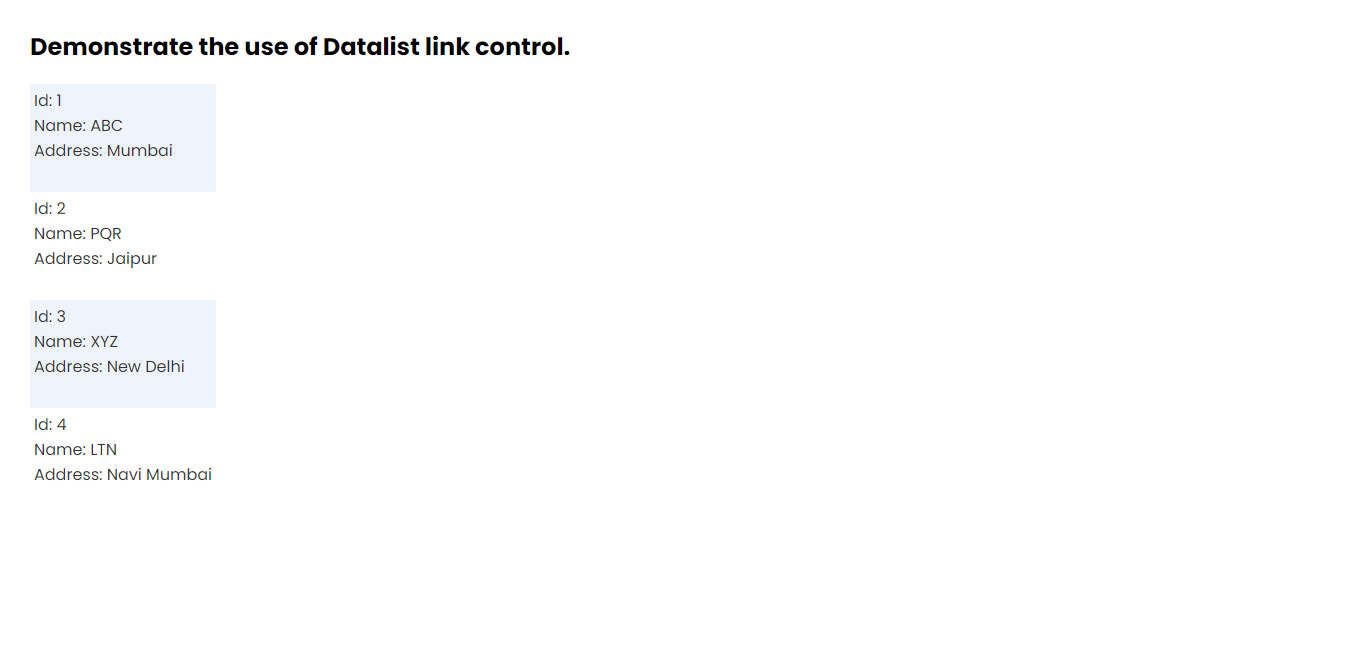 Demonstrate the use of Datalist link control.
Id: 1
Name: ABC
Address: Mumbai
Id: 2
Name: PQR
Address: Jaipur
Id: 3
Name: XYZ
Address: New Delhi
Id: 4
Name: LTN
Address: Navi Mumbai